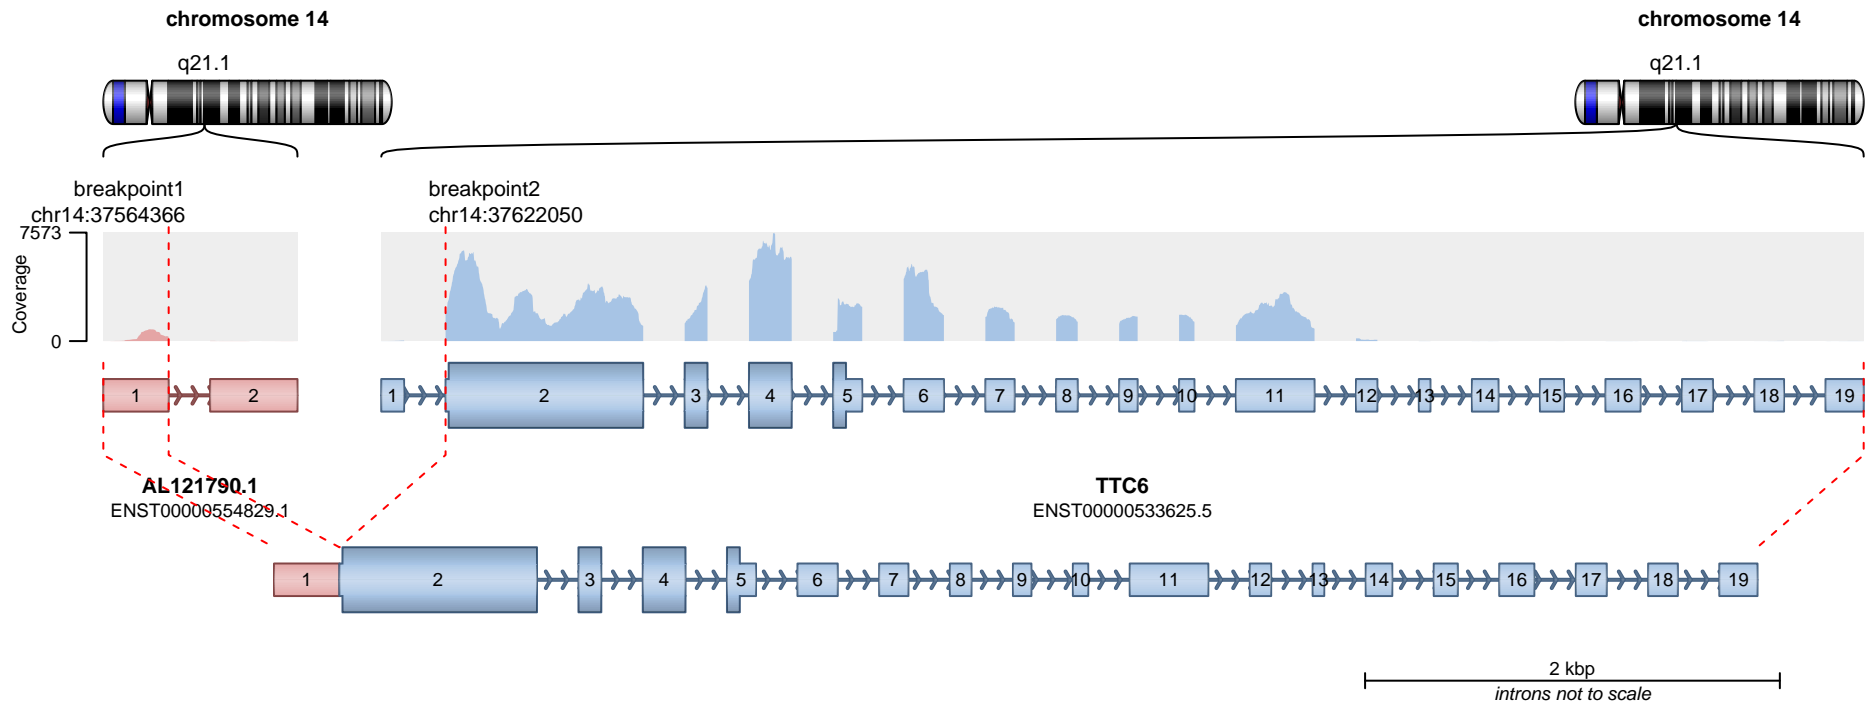 chromosome 14
chromosome 14
q21.1
q21.1
breakpoint1
chr14:37564366
breakpoint2
chr14:37622050
7573
0
Coverage
1 2
1 2 3 4 5 6 7 8 9 10 11 12 13 14 15 16 17 18 19
AL121790.1
ENST00000554829.1
TTC6
ENST00000533625.5
1 2 3 4 5 6 7 8 9 10 11 12 13 14 15 16 17 18 19
2 kbp
introns not to scale